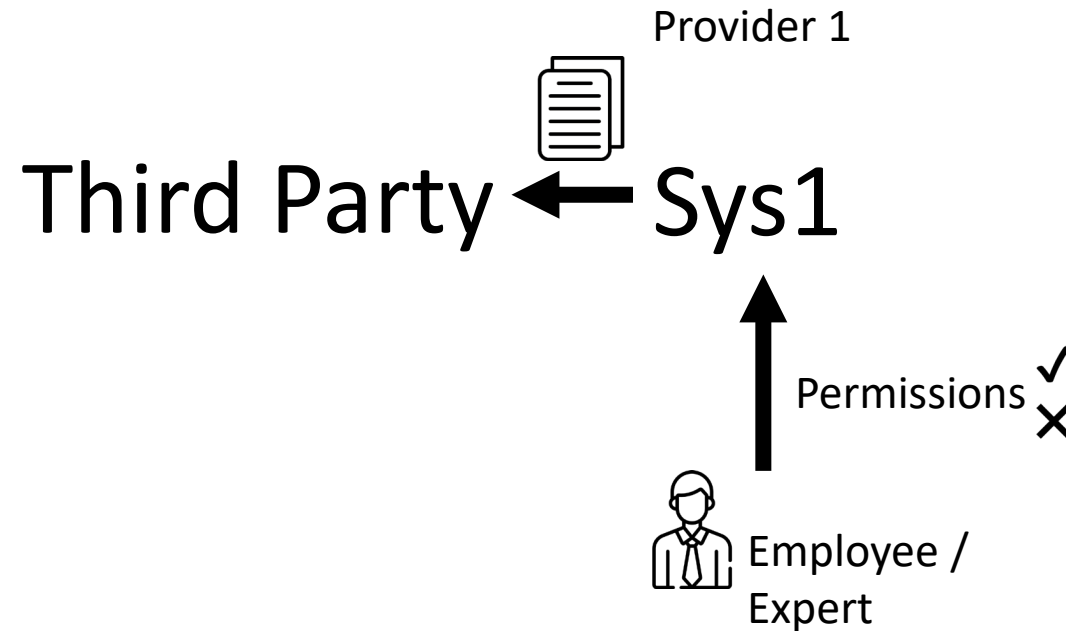 Provider 1
Third Party
Sys1
Permissions
Employee /
Expert